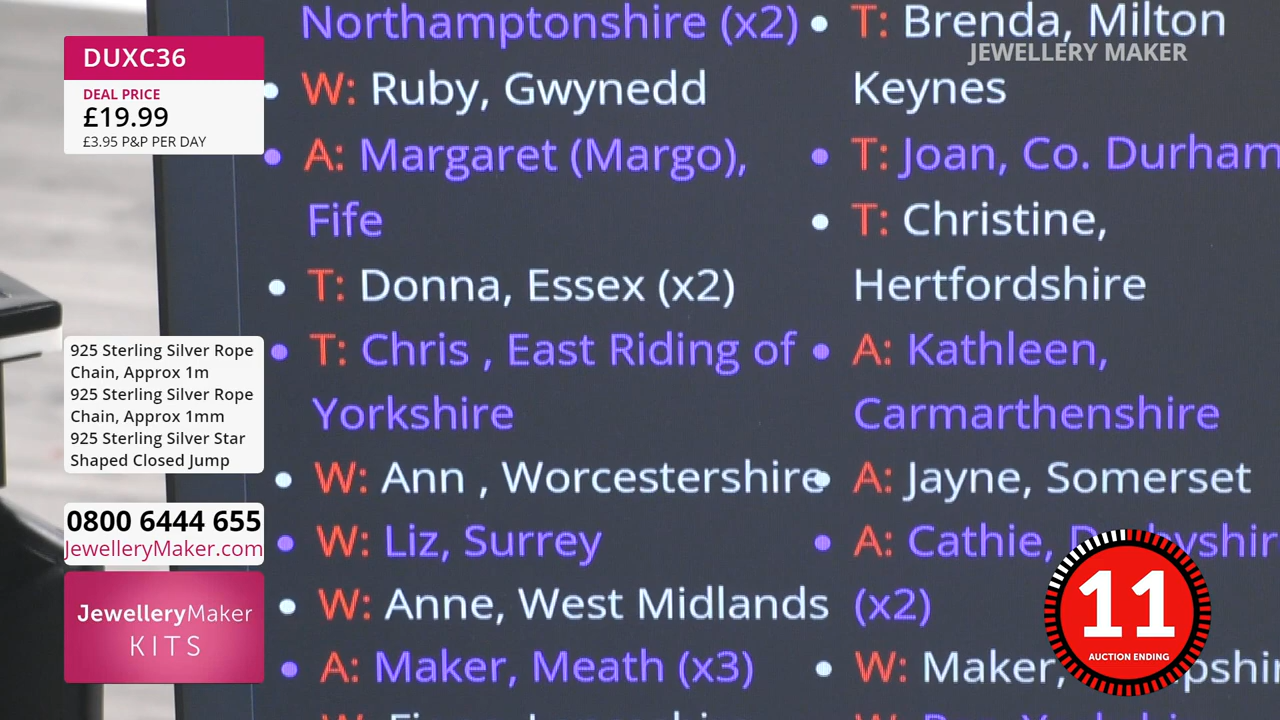 DUXC36
DEAL PRICE
£19.99
£3.95 P&P PER DAY
925 Sterling Silver Rope
Chain, Approx 1m
925 Sterling Silver Rope
Chain, Approx 1mm
925 Sterling Silver Star
Shaped Closed Jump
0800 6444 655
JewelleryMaker.com
JewelleryMaker
KITS
Northamptonshire (x2)
• W: Ruby, Gwynedd
• A: Margaret (Margo),
Fife
• T: Donna, Essex (x2)
• T: Chris , East Riding of
Yorkshire
• W: Ann , Worcestershire
• W: Liz, Surrey
• W: Anne, West Midlands
• A: Maker, Meath (x3)
JEWELLERY MAKER
• T: Brenda, Milton
Keynes
• T: Joan, Co. Durham
• T: Christine,
Hertfordshire
• A: Kathleen,
Carmarthenshire
• A: Jayne, Somerset
• A: Cathie,
(x2)
• W: Maker,
11
AUCTION ENDING